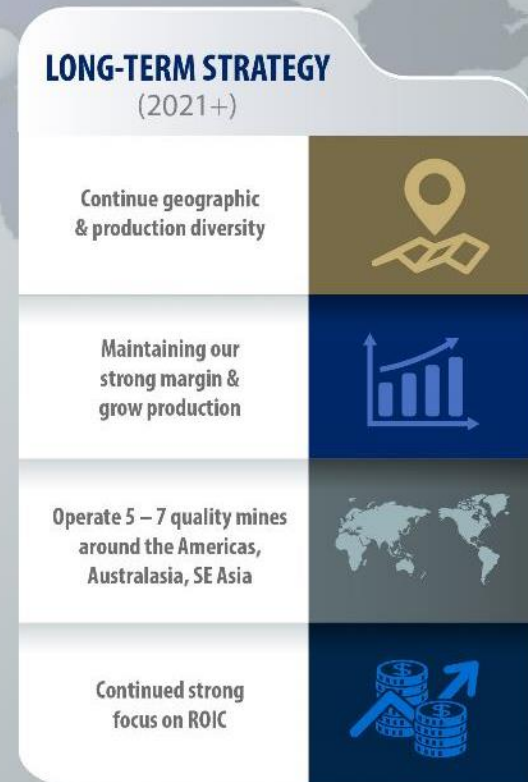 LONG-TERM STRATEGY
(2021+)
Continue geographic
& production diversity
Maintaining our
strong margin &
grow production
Operate 5 – 7 quality mines
around the Americas,
Australasia, SE Asia
Continued strong
focus on ROIC
$
$